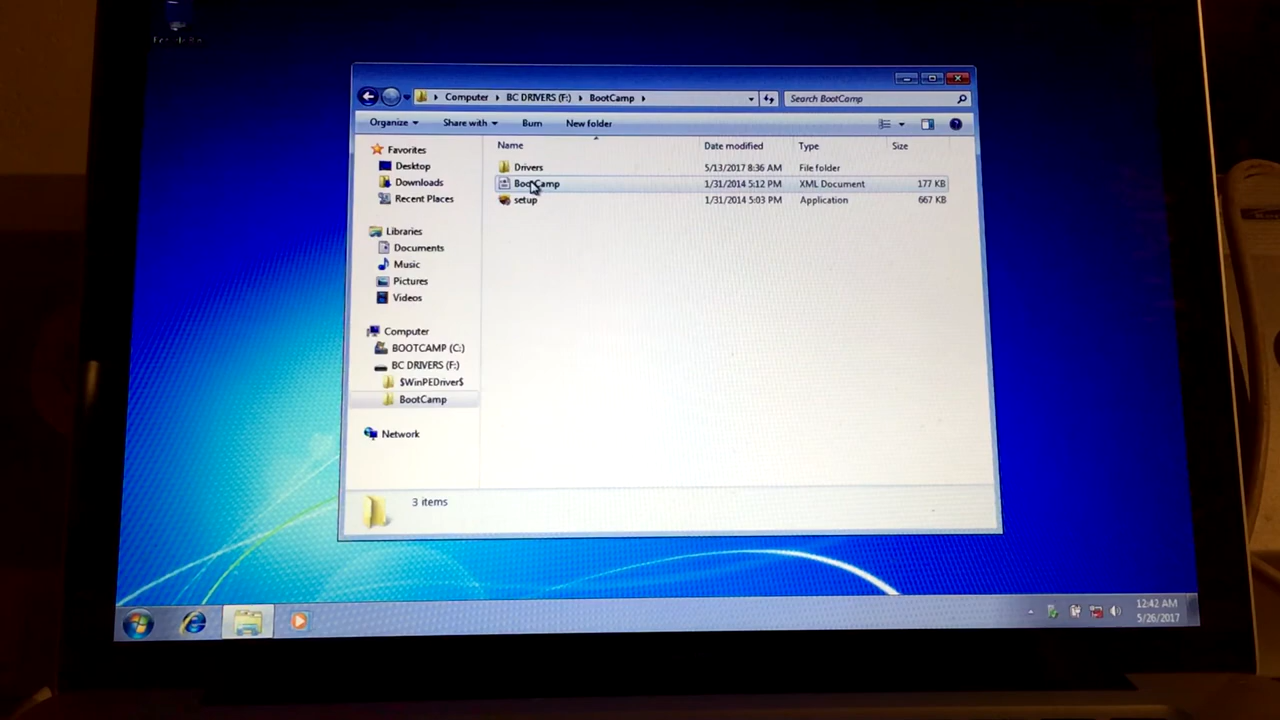 Computer BC DRIVERS (F:) BootCamp
Search BootCamp
Organize Share with Burn New folder
Name Date modified Type Size
Favorites
Desktop
Downloads
Recent Places
Libraries
Documents
Music
Pictures
Videos
Computer
BOOTCAMP (C:)
BC DRIVERS (F:)
$WinPEDriver$
BootCamp
Network
Drivers 5/13/2017 8:36 AM File folder
BootCamp 1/31/2014 5:12 PM XML Document 177 KB
setup 1/31/2014 5:03 PM Application 667 KB
3 items
12:42 AM
5/26/2017